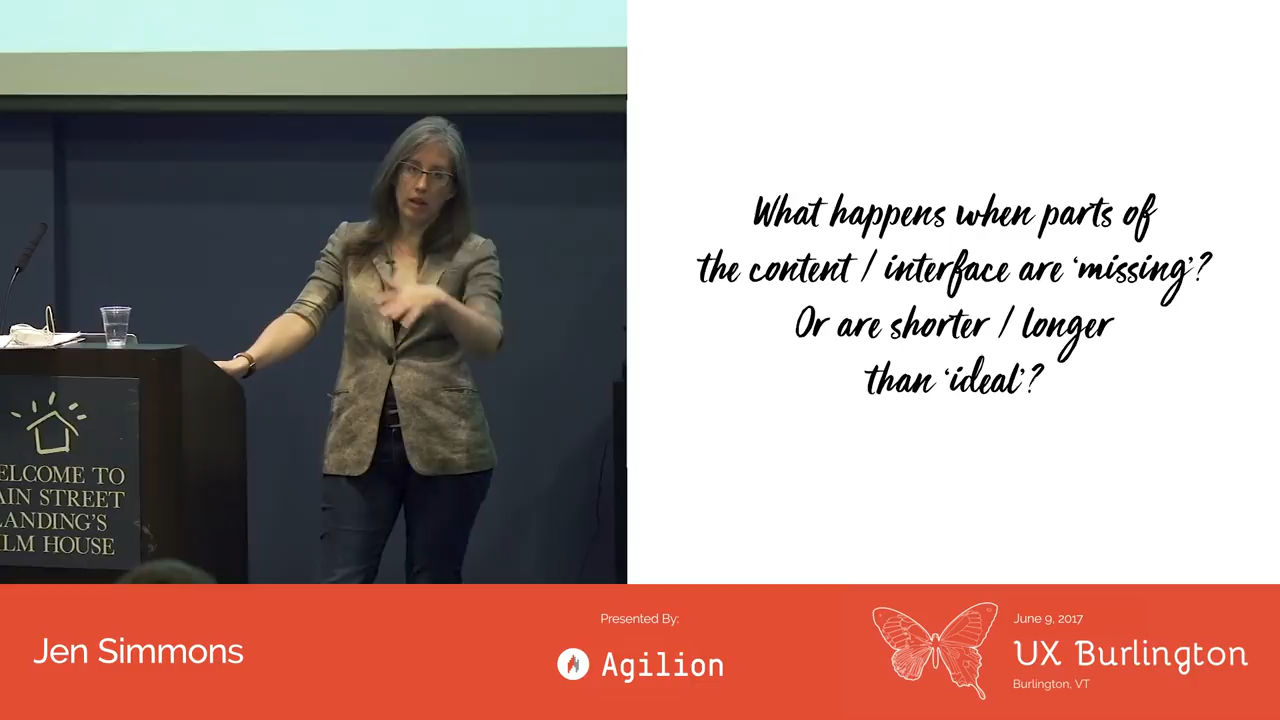 What happens when parts of
the content / interface are ‘missing’?
Or are shorter / longer
than ‘ideal’?
ELCOME TO
AIN STREET
LANDING'S
ILM HOUSE
Jen Simmons
Presented By:
Agilion
June 9, 2017
UX Burlington
Burlington, VT